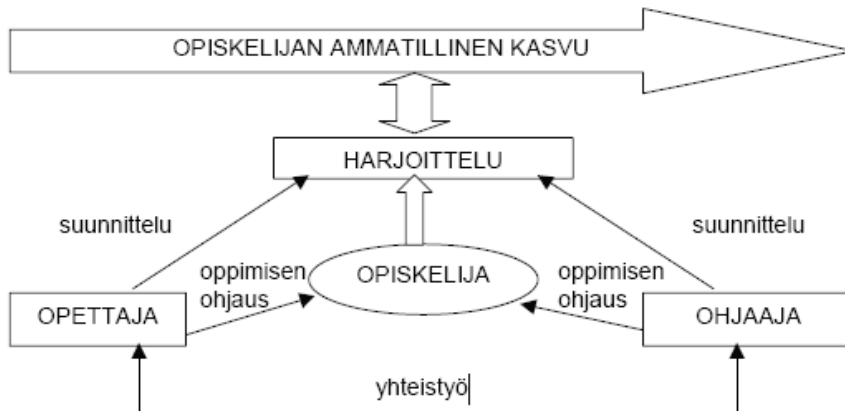 OPISKELIJAN AMMATILLINEN KASVU
HARJOITTELU
suunnittelu
suunnittelu
oppimisen
ohjaus
OPISKELIJA
oppimisen
ohjaus
OPETTAJA
OHJAAJA
yhteistyö